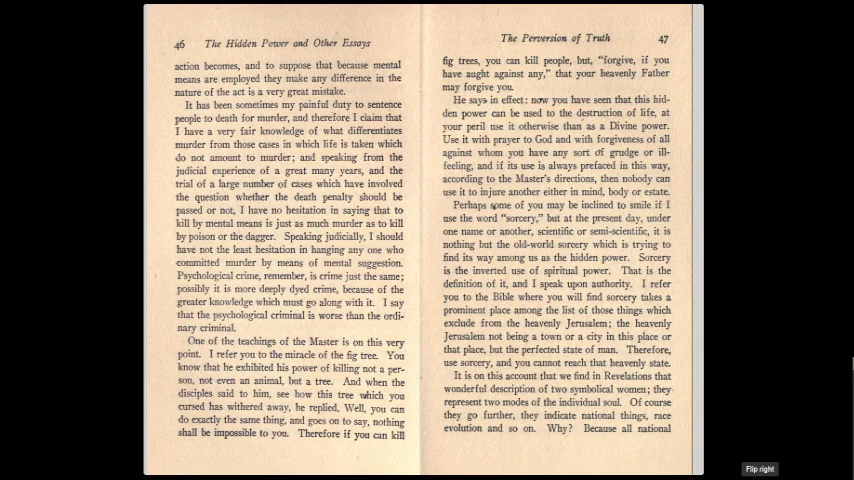 46 The Hidden Power and Other Essays
action becomes, and to suppose that because mental
means are employed they make any difference in the
nature of the act is a very great mistake.
It has been sometimes my painful duty to sentence
people to death for murder, and therefore I claim that
I have a very fair knowledge of what differentiates
murder from those cases in which life is taken which
do not amount to murder; and speaking from the
judicial experience of a great many years, and the
trial of a large number of cases which have involved
the question whether the death penalty should be
passed or not, I have no hesitation in saying that to
kill by mental means is just as much murder as to kill
by poison or the dagger. Speaking judicially, I should
have not the least hesitation in hanging any one who
committed murder by means of mental suggestion.
Psychological crime, remember, is crime just the same;
possibly it is more deeply dyed crime, because of the
greater knowledge which must go along with it. I say
that the psychological criminal is worse than the ordi-
nary criminal.
One of the teachings of the Master is on this very
point. I refer you to the miracle of the fig tree. You
know that he exhibited his power of killing not a per-
son, not even an animal, but a tree. And when the
disciples said to him, see how this tree which you
cursed has withered away, he replied, Well, you can
do exactly the same thing, and goes on to say, nothing
shall be impossible to you. Therefore if you can kill
The Perversion of Truth 47
fig trees, you can kill people, but, "forgive, if you
have aught against any," that your heavenly Father
may forgive you.
He says in effect: now you have seen that this hid-
den power can be used to the destruction of life, at
your peril use it otherwise than as a Divine power.
Use it with prayer to God and with forgiveness of all
against whom you have any sort of grudge or ill-
feeling, and if its use is always prefaced in this way,
according to the Master's directions, then nobody can
use it to injure another either in mind, body or estate.
Perhaps some of you may be inclined to smile if I
use the word "sorcery," but at the present day, under
one name or another, scientific or semi-scientific, it is
nothing but the old-world sorcery which is trying to
find its way among us as the hidden power. Sorcery
is the inverted use of spiritual power. That is the
definition of it, and I speak upon authority. I refer
you to the Bible where you will find sorcery takes a
prominent place among the list of those things which
exclude from the heavenly Jerusalem; the heavenly
Jerusalem not being a town or a city in this place or
that place, but the perfected state of man. Therefore,
use sorcery, and you cannot reach that heavenly state.
It is on this account that we find in Revelations that
wonderful description of two symbolical women; they
represent two modes of the individual soul. Of course
they go further, they indicate national things, race
evolution and so on. Why? Because all national
Flip right